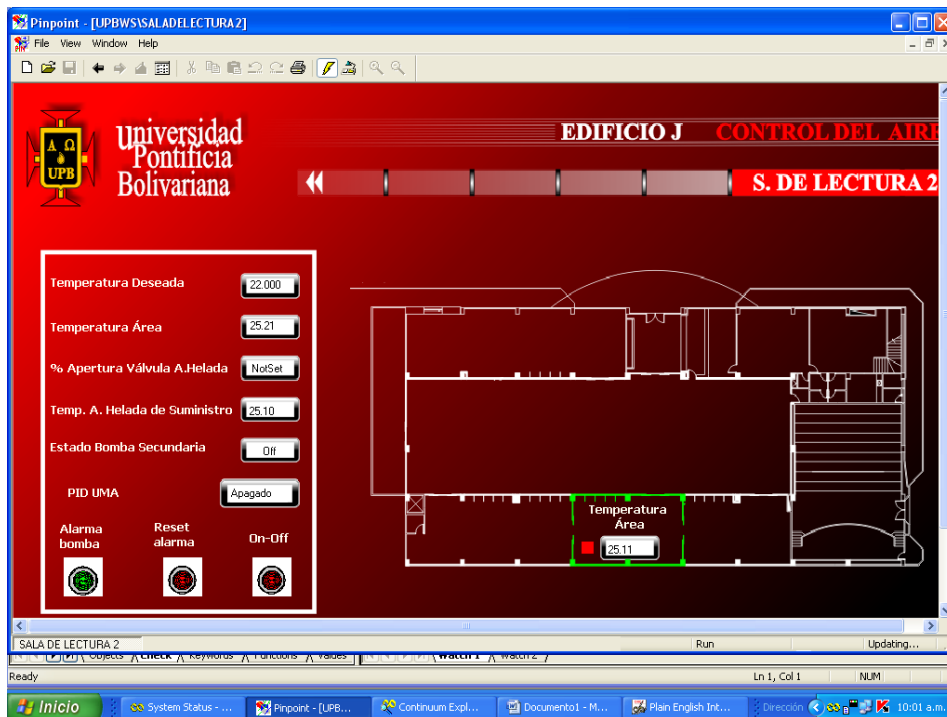 Pinpoint - [UPBWS\SALADELECTURA2]
File View Window Help
universidad
Pontificia
Bolivariana
Α Ω
UPB
EDIFICIO J CONTROL DEL AIRE
S. DE LECTURA 2
Temperatura Deseada 22.000
Temperatura Área 25.21
% Apertura Válvula A.Helada NotSet
Temp. A. Helada de Suministro 25.10
Estado Bomba Secundaria Off
PID UMA Apagado
Alarma bomba
Reset alarma
On-Off
Temperatura
Área
25.11
SALA DE LECTURA 2 Run Updating...
Objects Check Keywords Functions Values Watch 1 Watch 2
Ready Ln 1, Col 1 NUM
Inicio System Status - ... Pinpoint - [UPB... Continuum Expl... Documento1 - M... Plain English Int... Dirección 10:01 a.m.